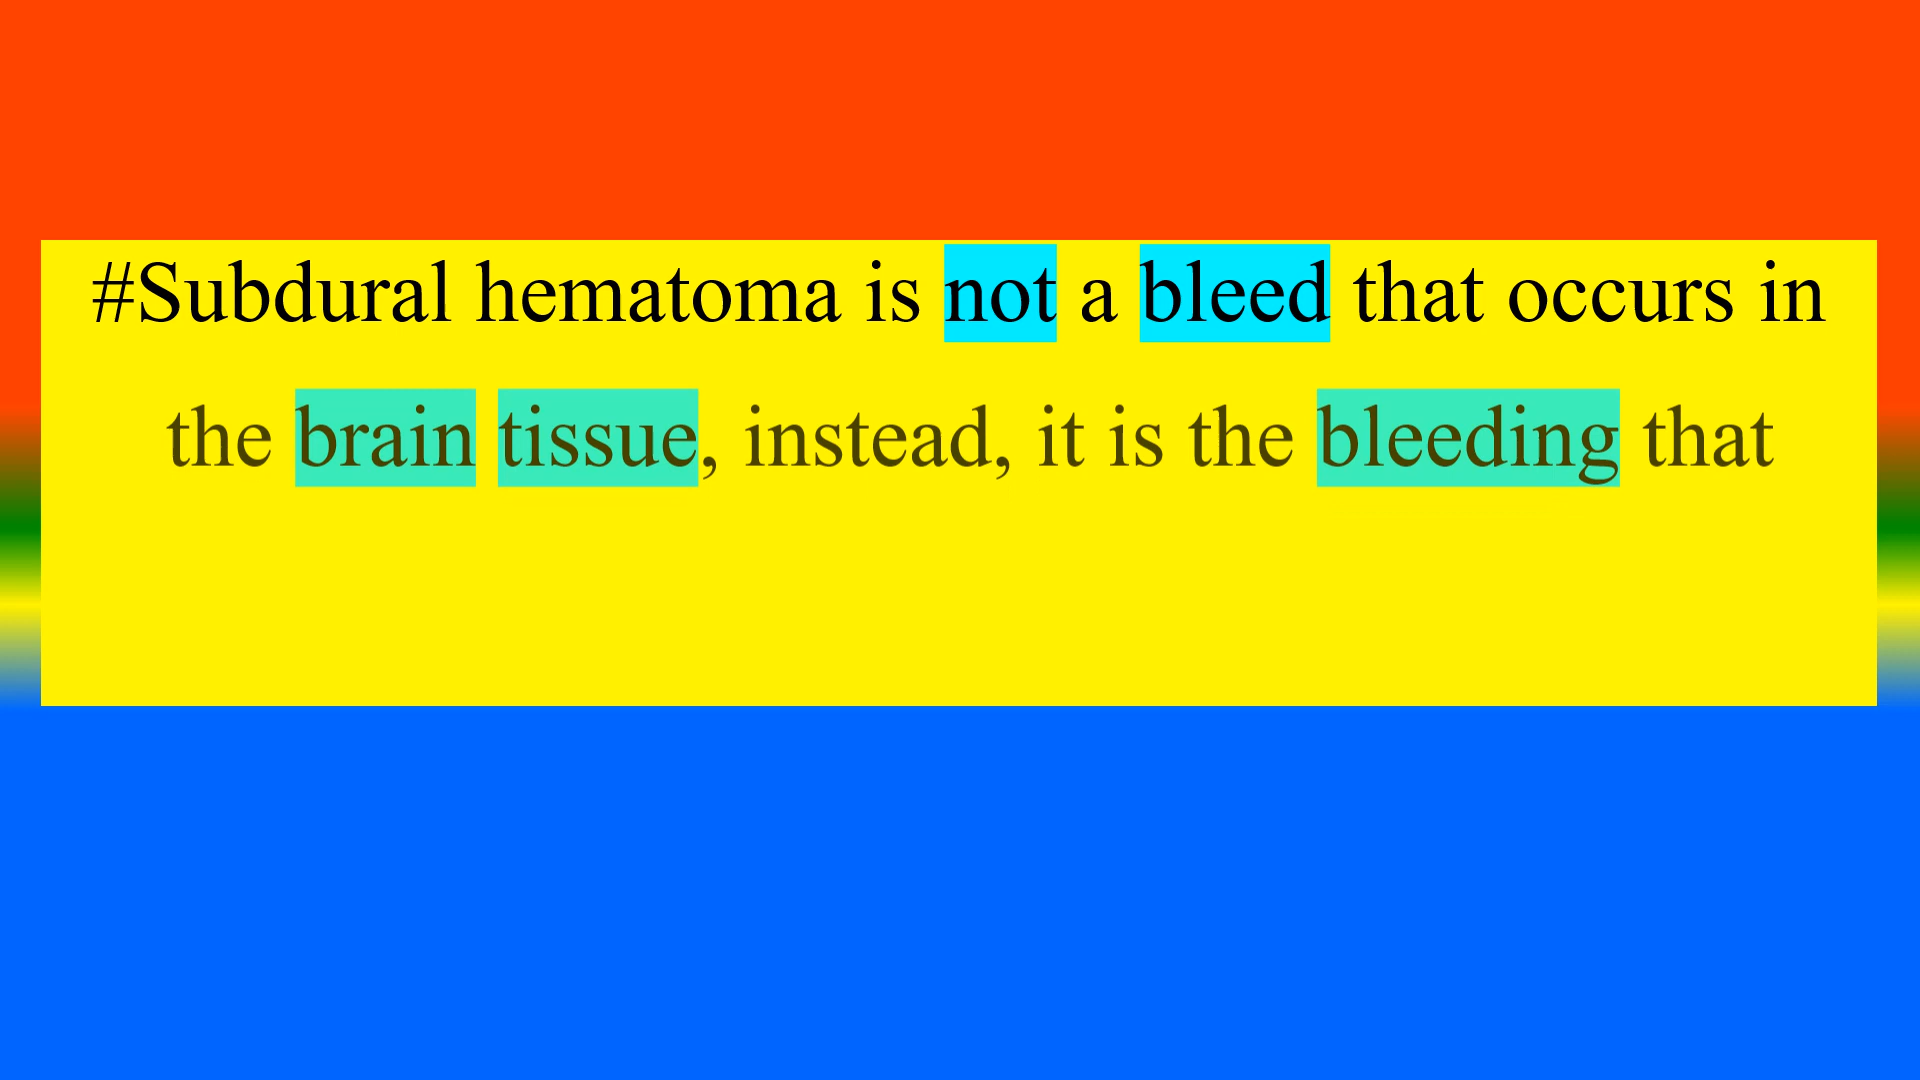 #Subdural hematoma is not a bleed that occurs in
the brain tissue, instead, it is the bleeding that